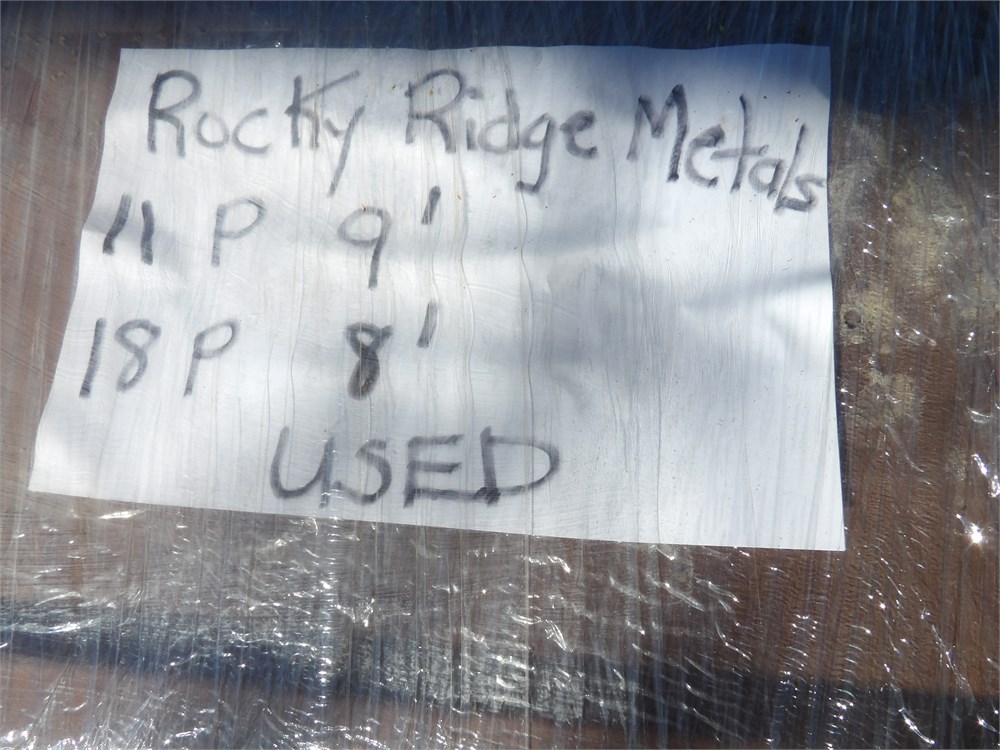 Rocky Ridge Metals
11 P 9'
18 P 8'
USED